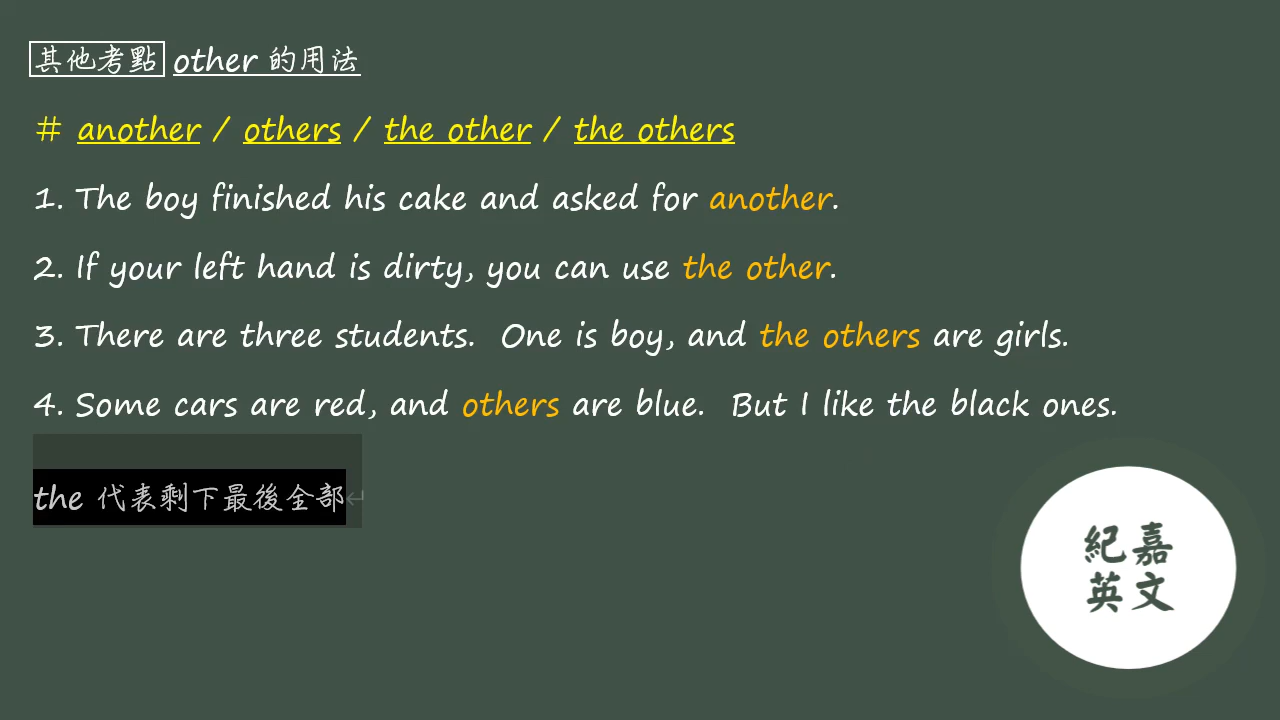 其他考點 other 的用法
# another / others / the other / the others
1. The boy finished his cake and asked for another.
2. If your left hand is dirty, you can use the other.
3. There are three students. One is boy, and the others are girls.
4. Some cars are red, and others are blue. But I like the black ones.
the 代表剩下最後全部↵
紀嘉
英文